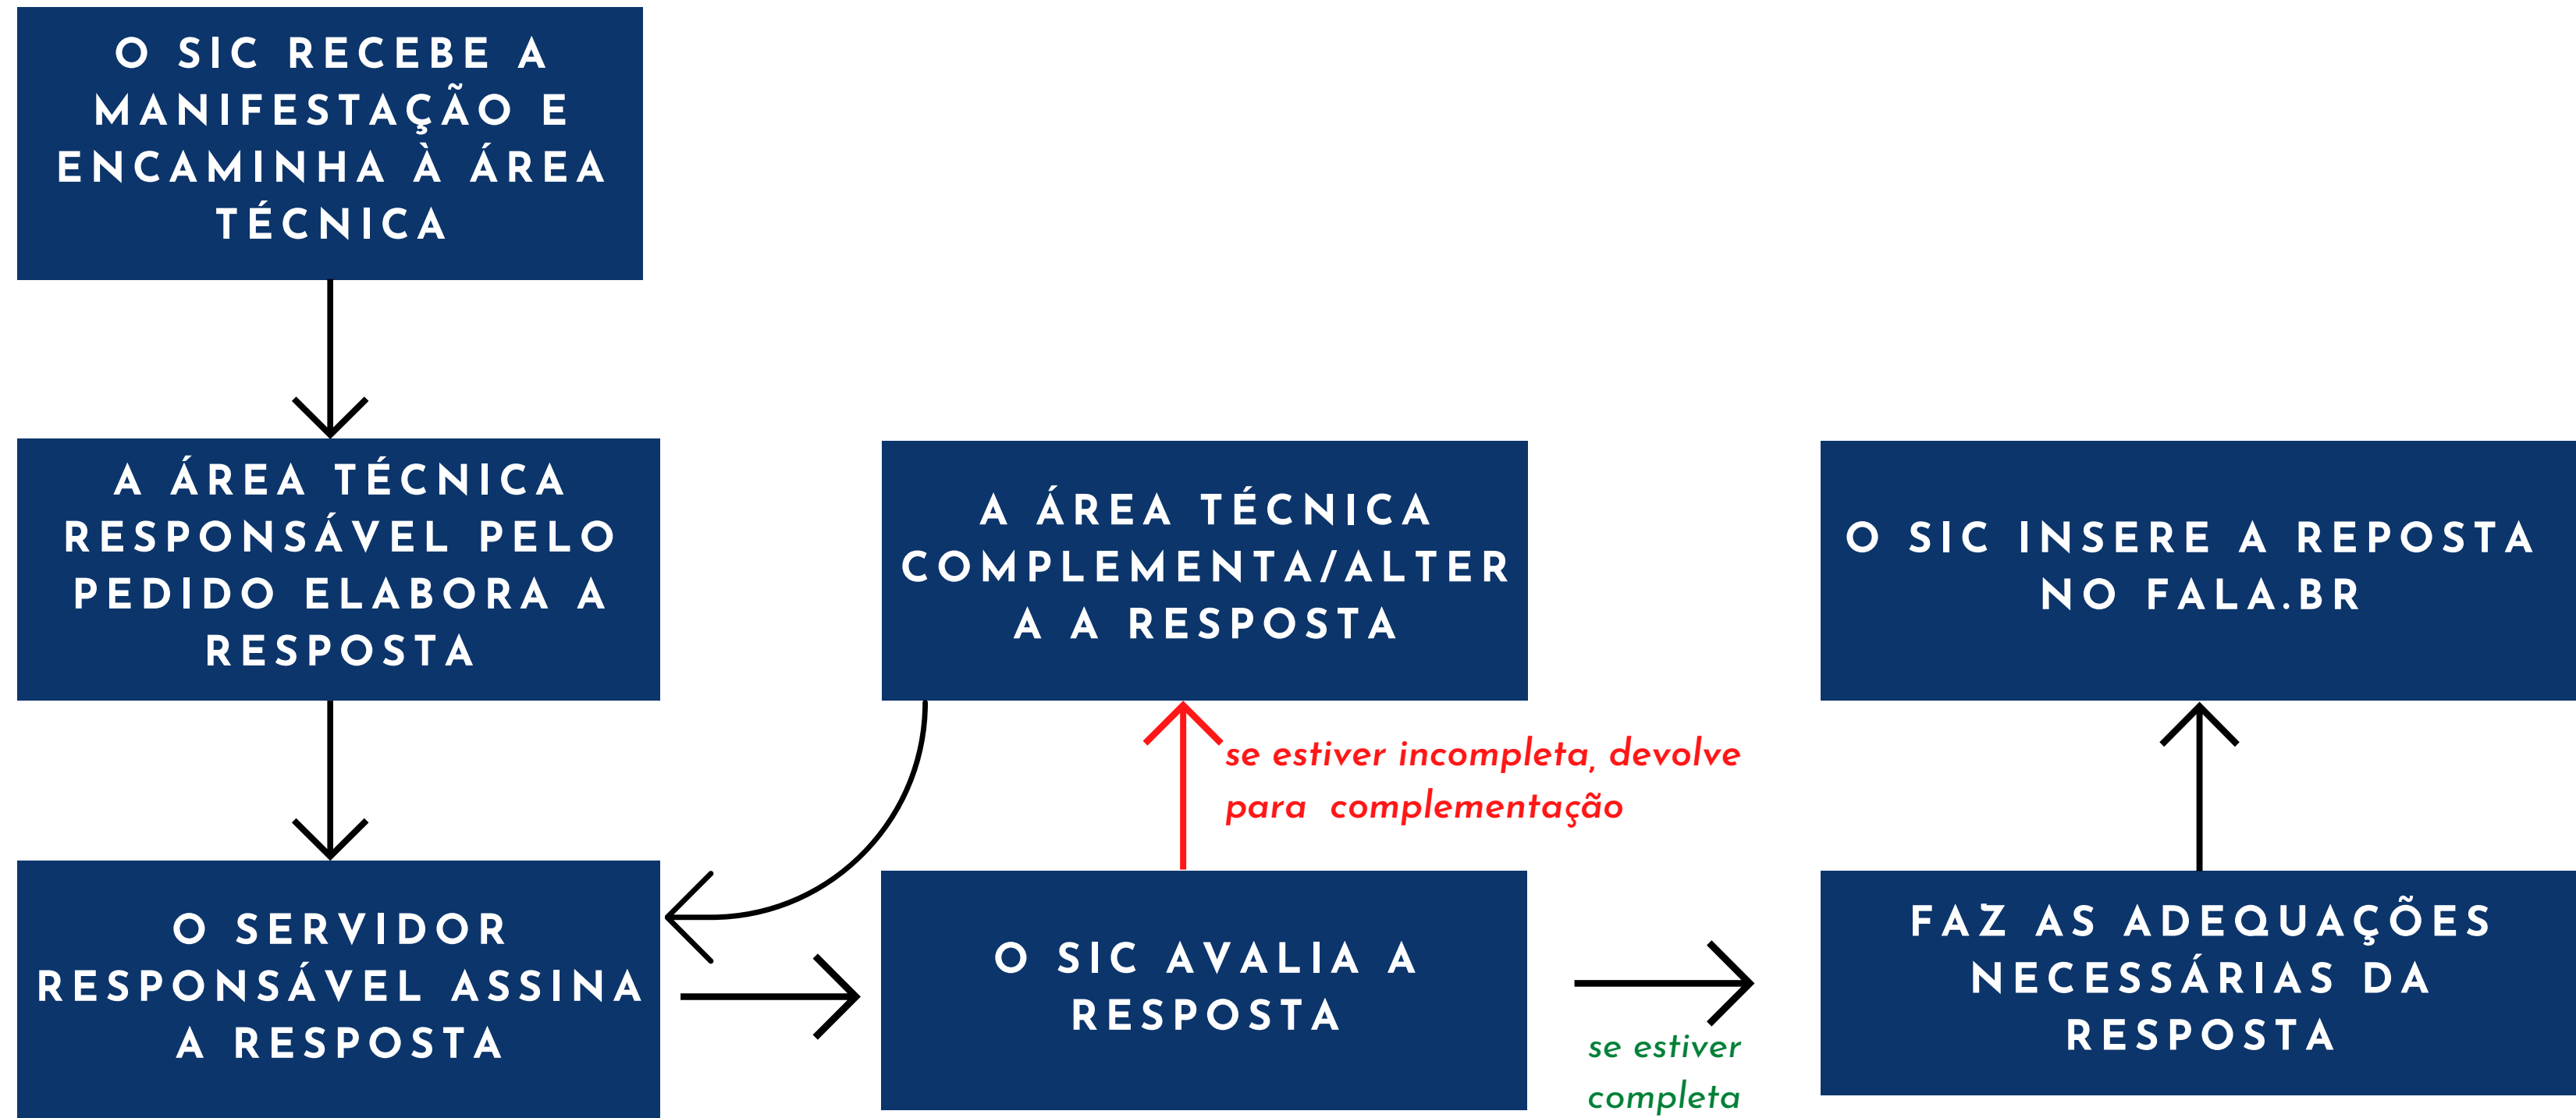 O SIC RECEBE A
MANIFESTAÇÃO E
ENCAMINHA À ÁREA
TÉCNICA
A ÁREA TÉCNICA
RESPONSÁVEL PELO
PEDIDO ELABORA A
RESPOSTA
O SERVIDOR
RESPONSÁVEL ASSINA
A RESPOSTA
A ÁREA TÉCNICA
COMPLEMENTA/ALTER
A A RESPOSTA
se estiver incompleta, devolve
para complementação
O SIC AVALIA A
RESPOSTA
se estiver
completa
FAZ AS ADEQUAÇÕES
NECESSÁRIAS DA
RESPOSTA
O SIC INSERE A REPOSTA
NO FALA.BR